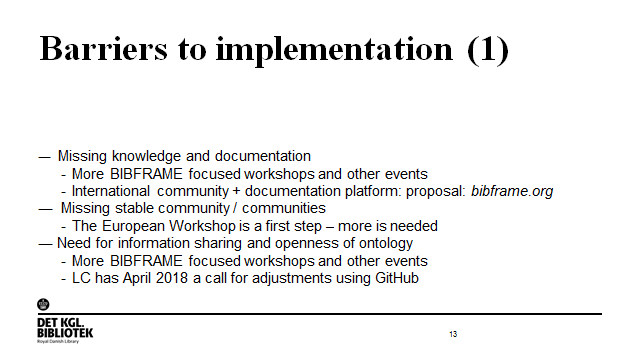 Barriers to implementation (1)
— Missing knowledge and documentation
- More BIBFRAME focused workshops and other events
- International community + documentation platform: proposal: bibframe.org
— Missing stable community / communities
- The European Workshop is a first step – more is needed
— Need for information sharing and openness of ontology
- More BIBFRAME focused workshops and other events
- LC has April 2018 a call for adjustments using GitHub
DET KGL.
BIBLIOTEK
Royal Danish Library
13